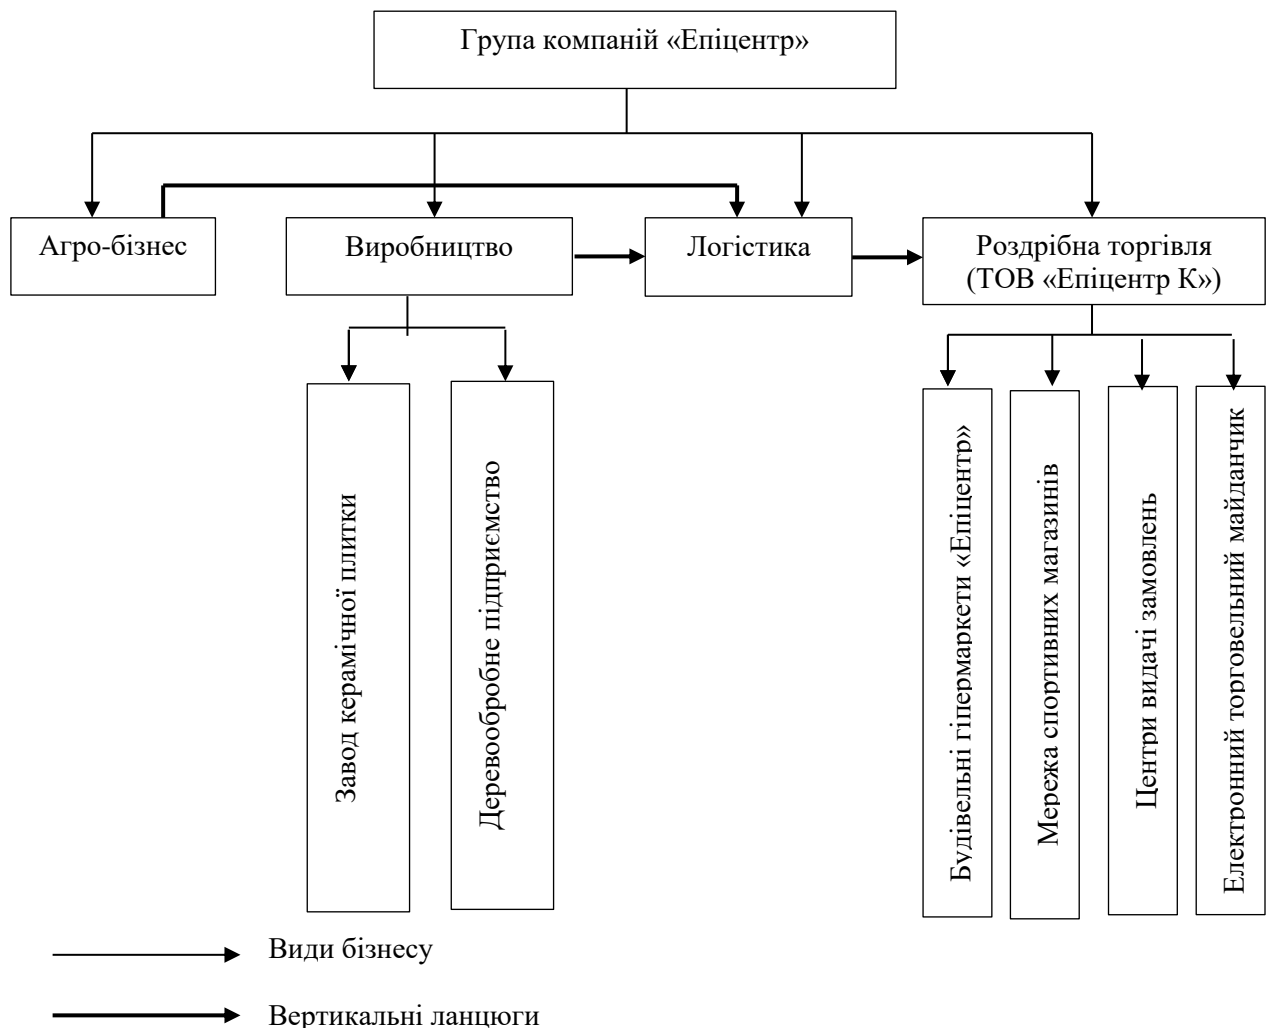 Група компаній «Епіцентр»
Агро-бізнес
Виробництво
Логістика
Роздрібна торгівля
(ТОВ «Епіцентр К»)
Завод керамічної плитки
Деревообробне підприємство
Будівельні гіпермаркети «Епіцентр»
Мережа спортивних магазинів
Центри видачі замовлень
Електронний торговельний майданчик
Види бізнесу
Вертикальні ланцюги